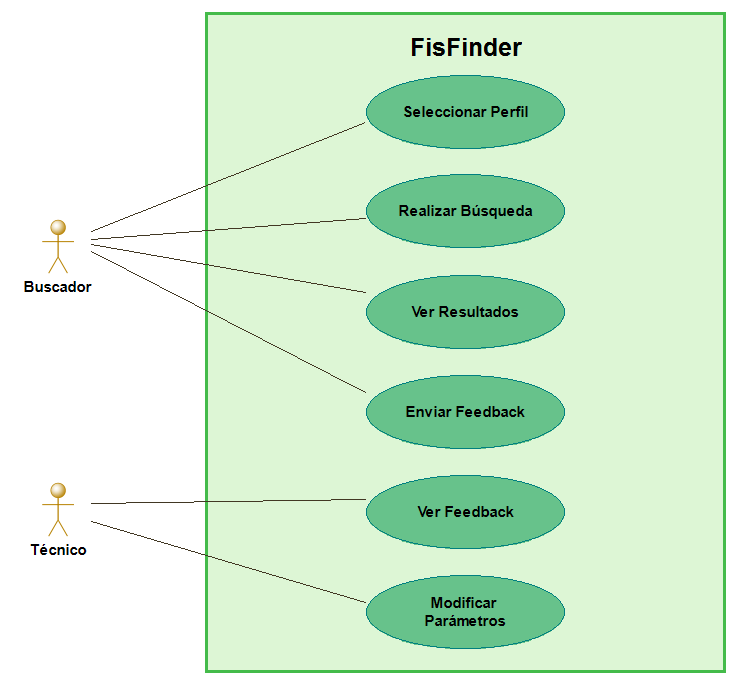 FisFinder
Seleccionar Perfil
Realizar Búsqueda
Buscador
Ver Resultados
Enviar Feedback
Ver Feedback
Técnico
Modificar
Parámetros